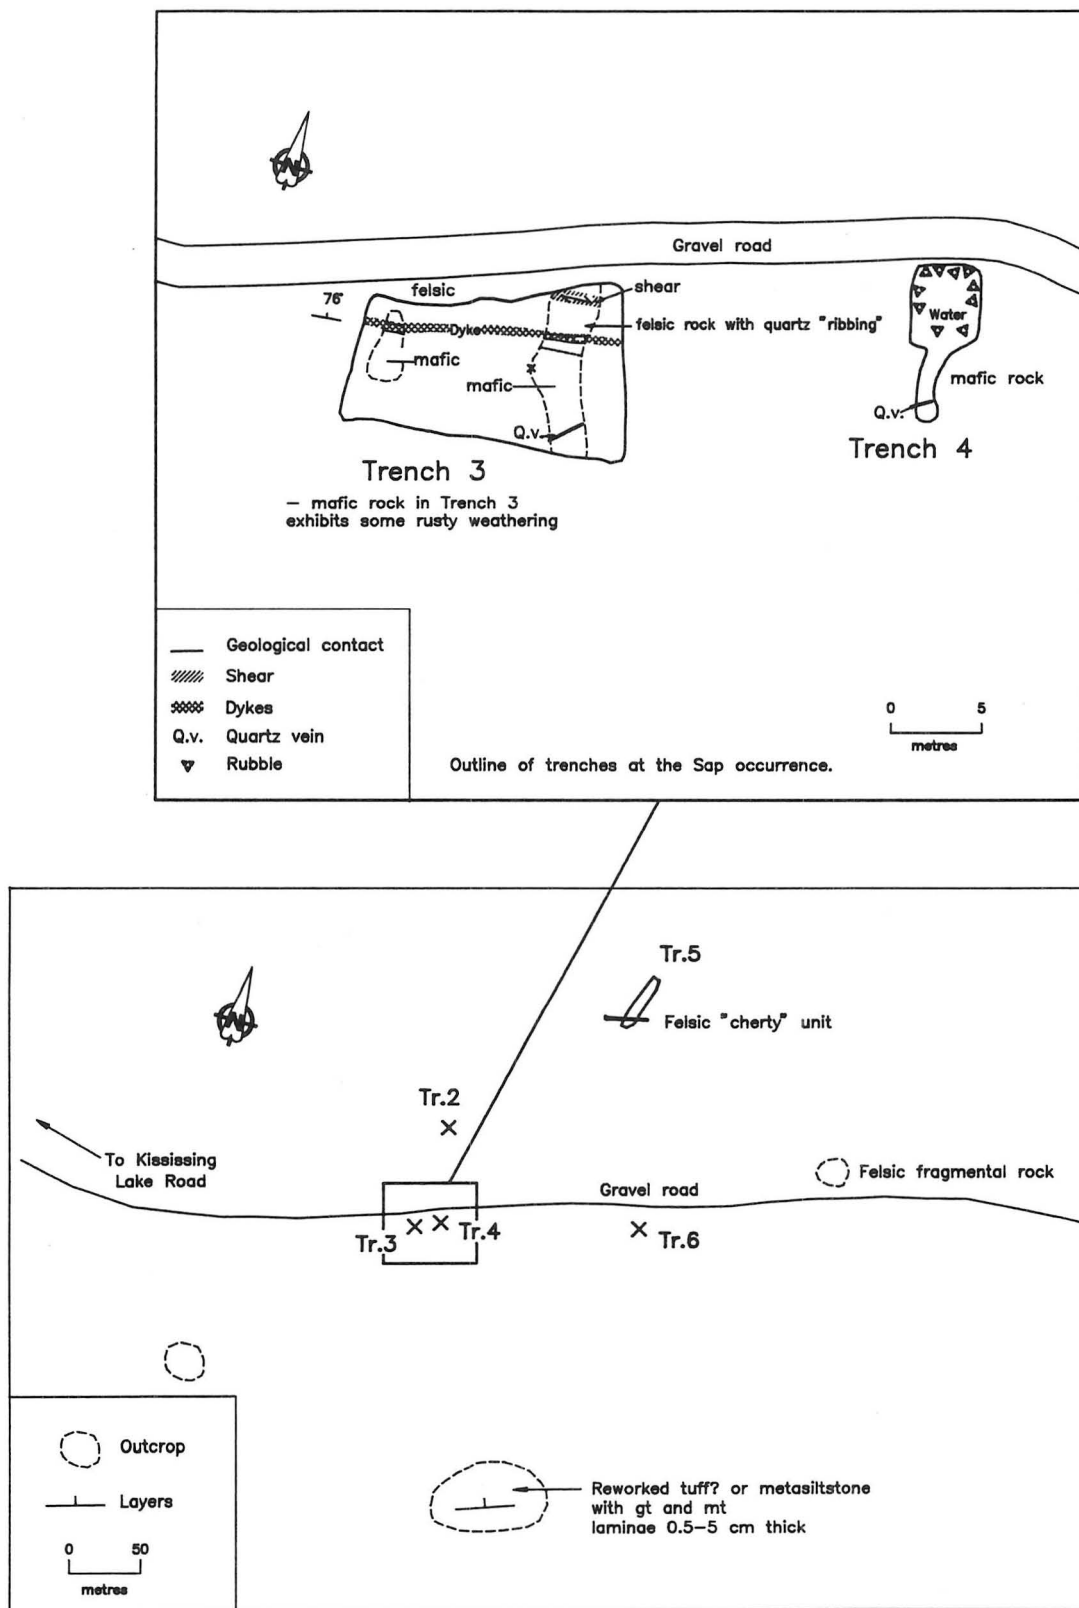 N
Gravel road
felsic
shear
76°
Dyke
felsic rock with quartz "ribbing"
Water
mafic
mafic
mafic rock
Q.v.
Q.v.
Trench 3
Trench 4
— mafic rock in Trench 3
exhibits some rusty weathering
Geological contact
Shear
Dykes
Q.v. Quartz vein
Rubble
0 5
metres
Outline of trenches at the Sap occurrence.
N
Tr.5
Felsic "cherty" unit
Tr.2
To Kississing
Lake Road
Gravel road
Felsic fragmental rock
Tr.3
Tr.4
Tr.6
Outcrop
Layers
0 50
metres
Reworked tuff? or metasiltstone
with gt and mt
laminae 0.5–5 cm thick